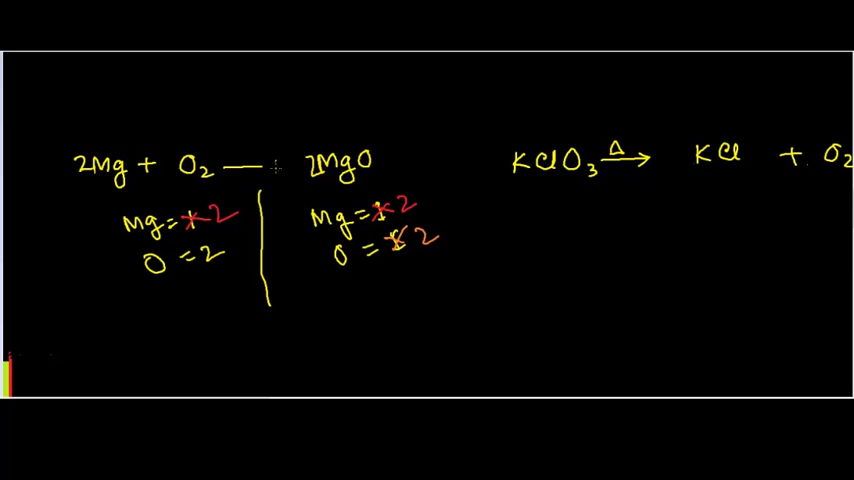 2Mg + O₂ — 2MgO
Mg = 1 2
O = 2
Mg = 1 2
O = 1 2
KClO₃ Δ→ KCl + O₂